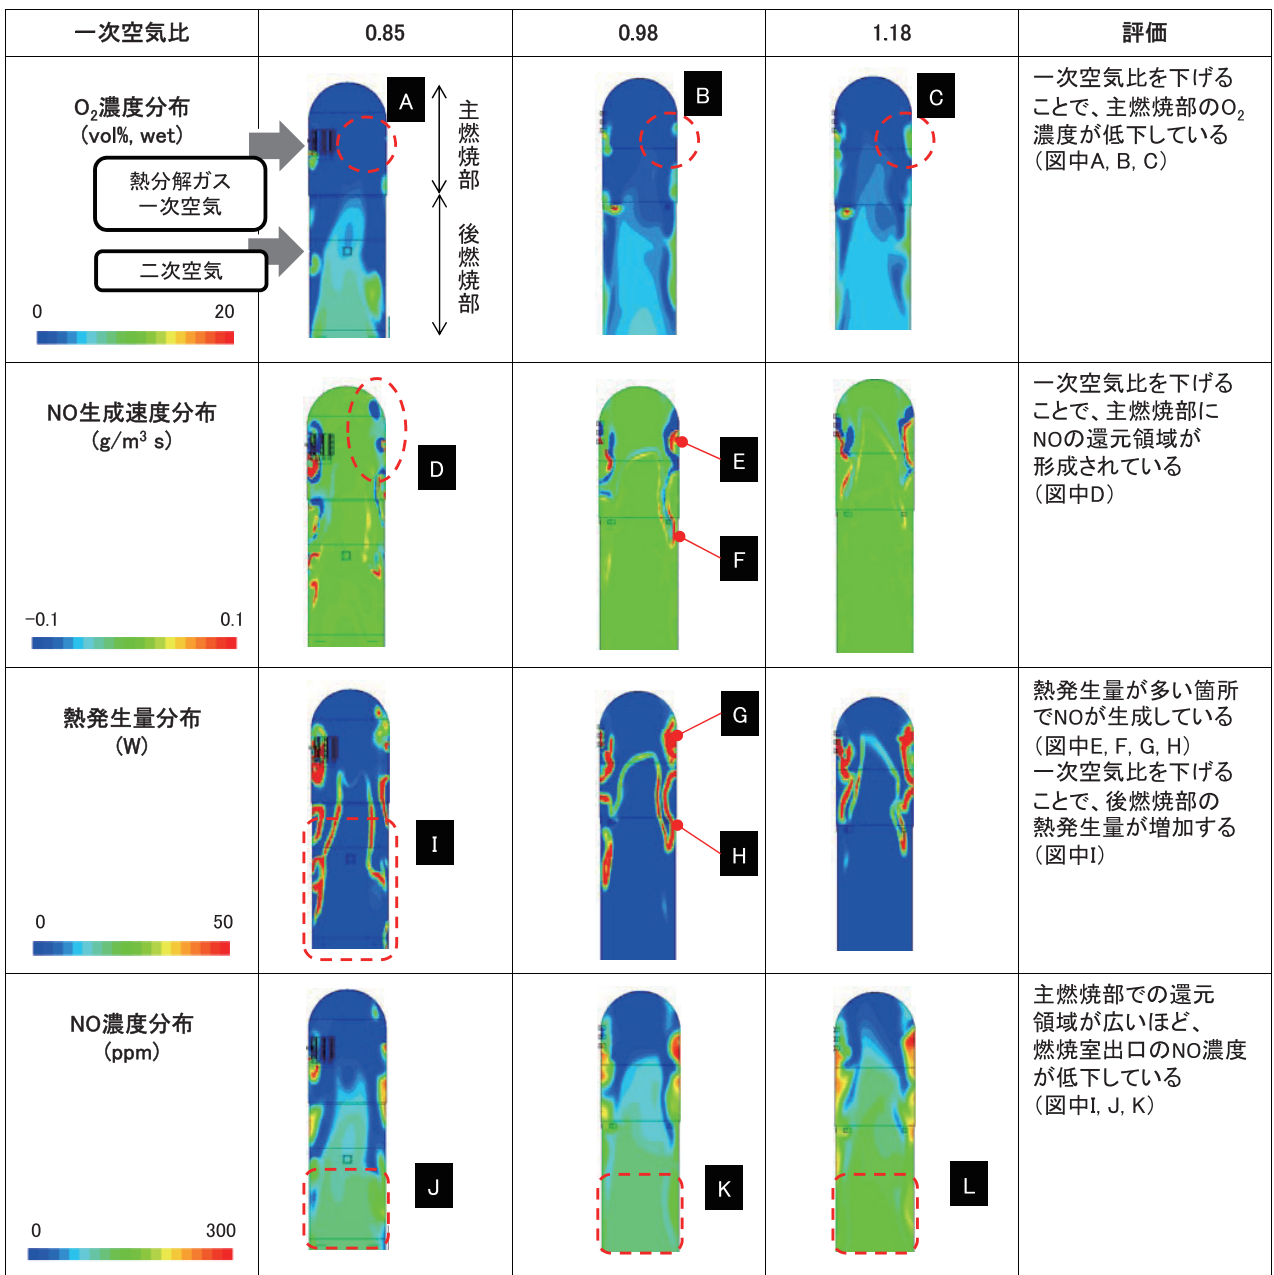 一次空気比
0.85
0.98
1.18
評価
O₂濃度分布
(vol%, wet)
熱分解ガス
一次空気
二次空気
0
20
A
主燃焼部
後燃焼部
B
C
一次空気比を下げる
ことで、主燃焼部のO₂
濃度が低下している
(図中A, B, C)
NO生成速度分布
(g/m³ s)
−0.1
0.1
D
E
F
一次空気比を下げる
ことで、主燃焼部に
NOの還元領域が
形成されている
(図中D)
熱発生量分布
(W)
0
50
I
G
H
熱発生量が多い箇所
でNOが生成している
(図中E, F, G, H)
一次空気比を下げる
ことで、後燃焼部の
熱発生量が増加する
(図中I)
NO濃度分布
(ppm)
0
300
J
K
L
主燃焼部での還元
領域が広いほど、
燃焼室出口のNO濃度
が低下している
(図中I, J, K)